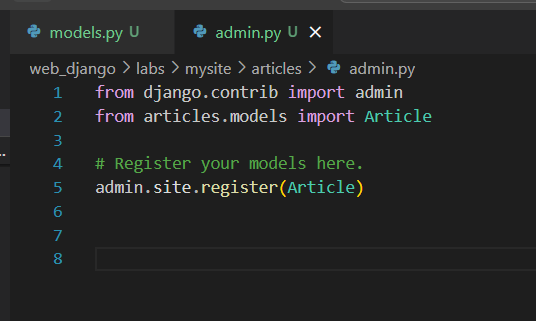 models.py U
admin.py U
web_django > labs > mysite > articles > admin.py
1 from django.contrib import admin
2 from articles.models import Article
3
4 # Register your models here.
5 admin.site.register(Article)
6
7
8